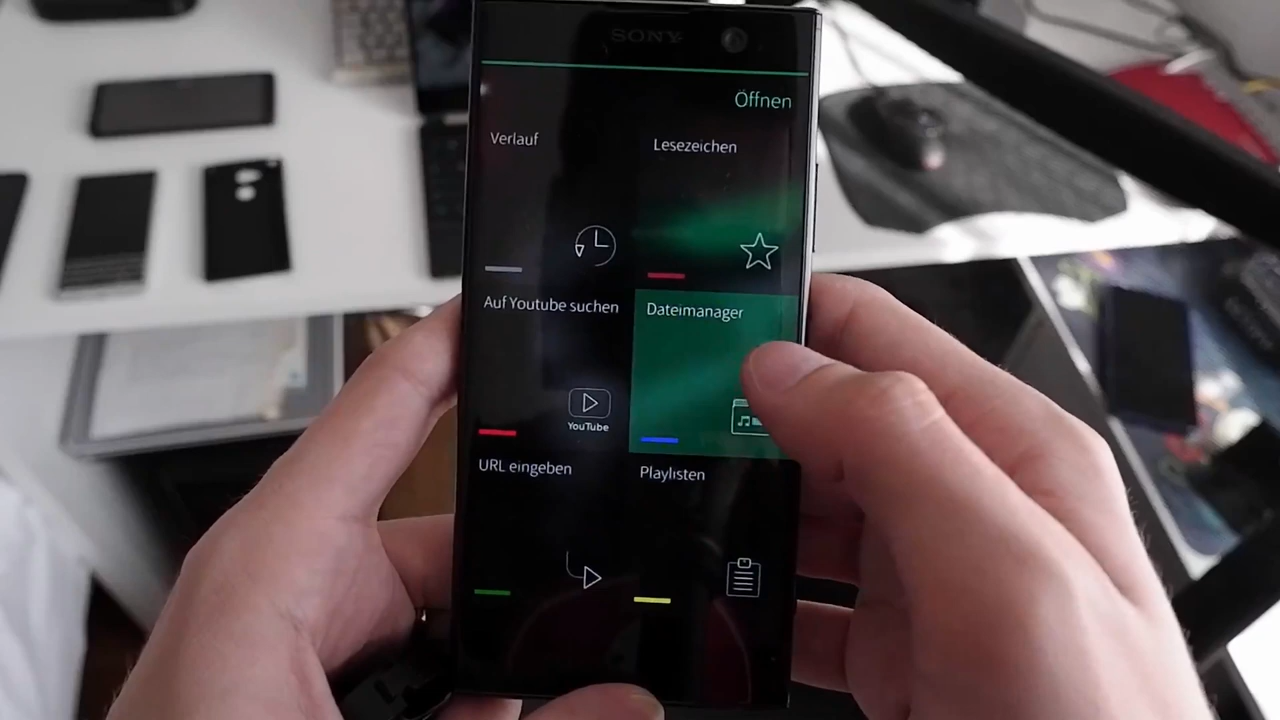 SONY
Öffnen
Verlauf
Lesezeichen
Auf Youtube suchen
Dateimanager
YouTube
URL eingeben
Playlisten